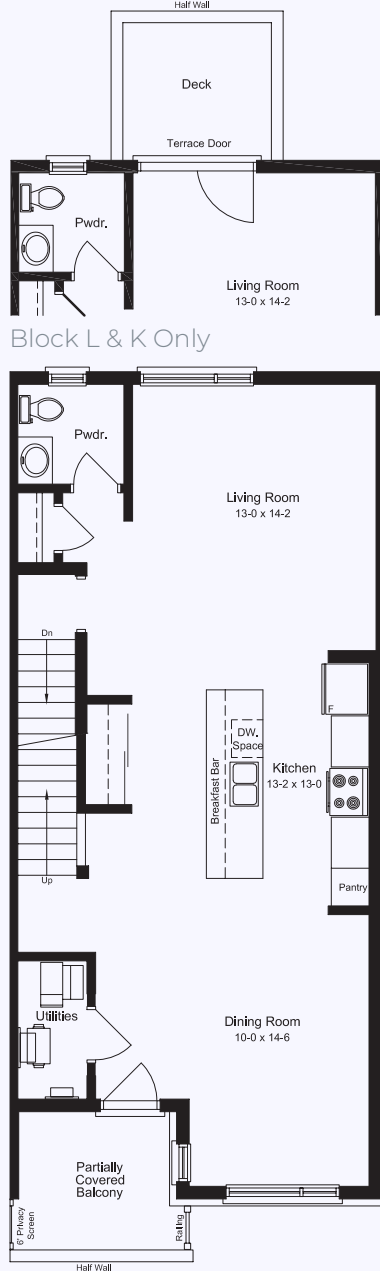 Half Wall
Deck
Terrace Door
Pwdr.
Living Room
13-0 x 14-2
Block L & K Only
Pwdr.
Living Room
13-0 x 14-2
Dn
F
DW.
Space
Breakfast Bar
Kitchen
13-2 x 13-0
Up
Pantry
Utilities
Dining Room
10-0 x 14-6
Partially
Covered
Balcony
6' Privacy
Screen
Railing
Half Wall